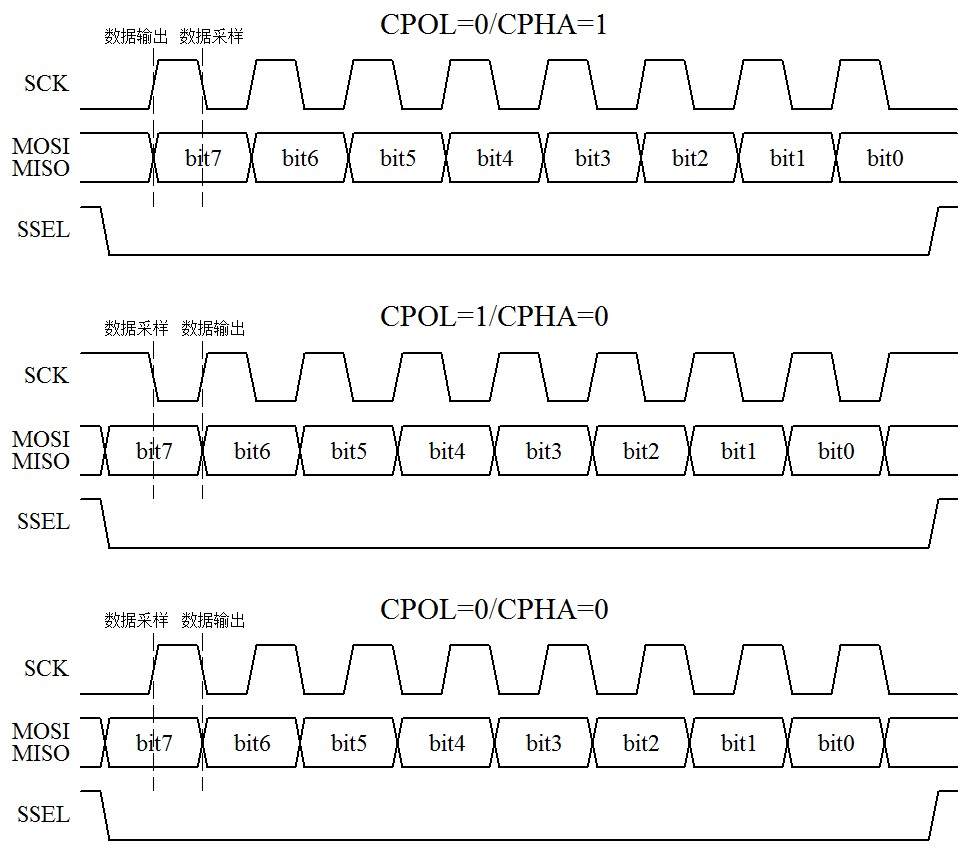 CPOL=0/CPHA=1
数据输出 数据采样
SCK
MOSI
MISO
bit7 bit6 bit5 bit4 bit3 bit2 bit1 bit0
SSEL
CPOL=1/CPHA=0
数据采样 数据输出
SCK
MOSI
MISO
bit7 bit6 bit5 bit4 bit3 bit2 bit1 bit0
SSEL
CPOL=0/CPHA=0
数据采样 数据输出
SCK
MOSI
MISO
bit7 bit6 bit5 bit4 bit3 bit2 bit1 bit0
SSEL